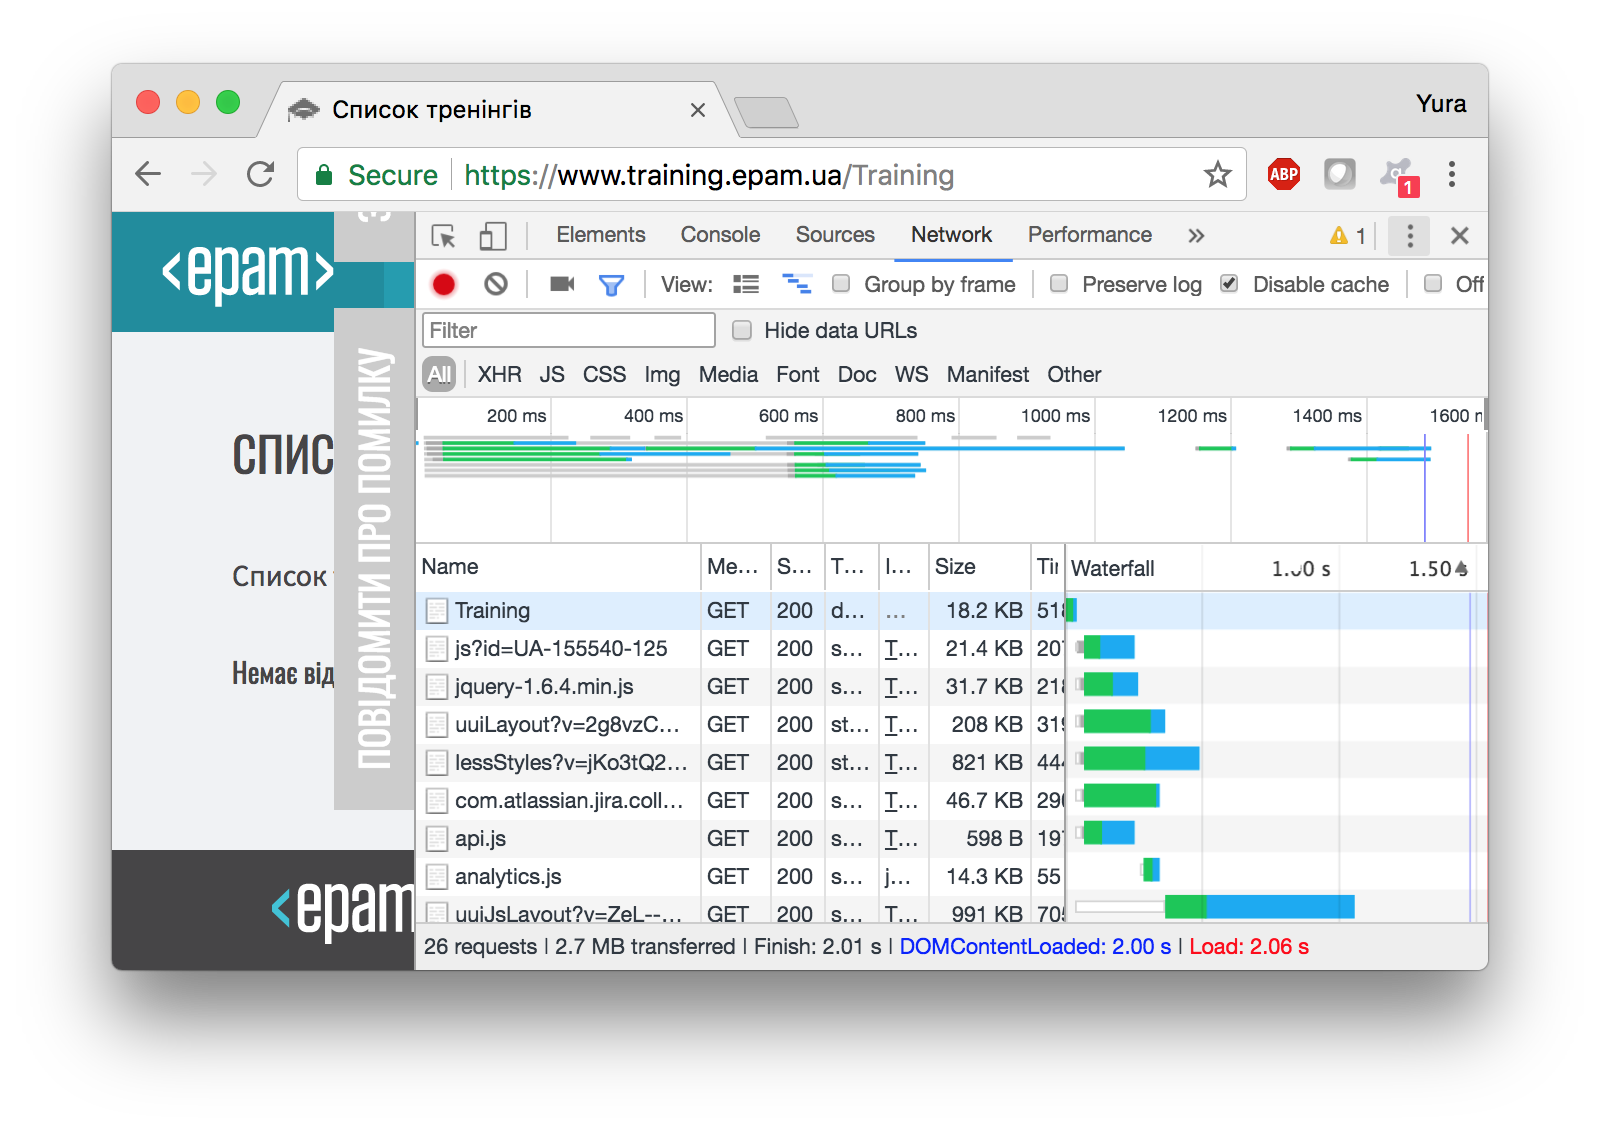 Список тренінгів
Yura
Secure https://www.training.epam.ua/Training
ABP
1
<epam>
З
ПОВІДОМИТИ ПРО ПОМИЛКУ
СПИС
Список
Немає від
<epam
Elements Console Sources Network Performance » 1
View: Group by frame Preserve log Disable cache Off
Filter Hide data URLs
All XHR JS CSS Img Media Font Doc WS Manifest Other
200 ms 400 ms 600 ms 800 ms 1000 ms 1200 ms 1400 ms 1600 m
Name Me... S... T... I... Size Tir Waterfall 1.00 s 1.50 s
Training GET 200 d... ... 18.2 KB 518
js?id=UA-155540-125 GET 200 s... T... 21.4 KB 207
jquery-1.6.4.min.js GET 200 s... T... 31.7 KB 218
uuiLayout?v=2g8vzC... GET 200 st... T... 208 KB 319
lessStyles?v=jKo3tQ2... GET 200 st... T... 821 KB 444
com.atlassian.jira.coll... GET 200 s... T... 46.7 KB 290
api.js GET 200 s... T... 598 B 197
analytics.js GET 200 s... j... 14.3 KB 55
uuiJsLayout?v=ZeL--... GET 200 s... T... 991 KB 705
26 requests | 2.7 MB transferred | Finish: 2.01 s | DOMContentLoaded: 2.00 s | Load: 2.06 s